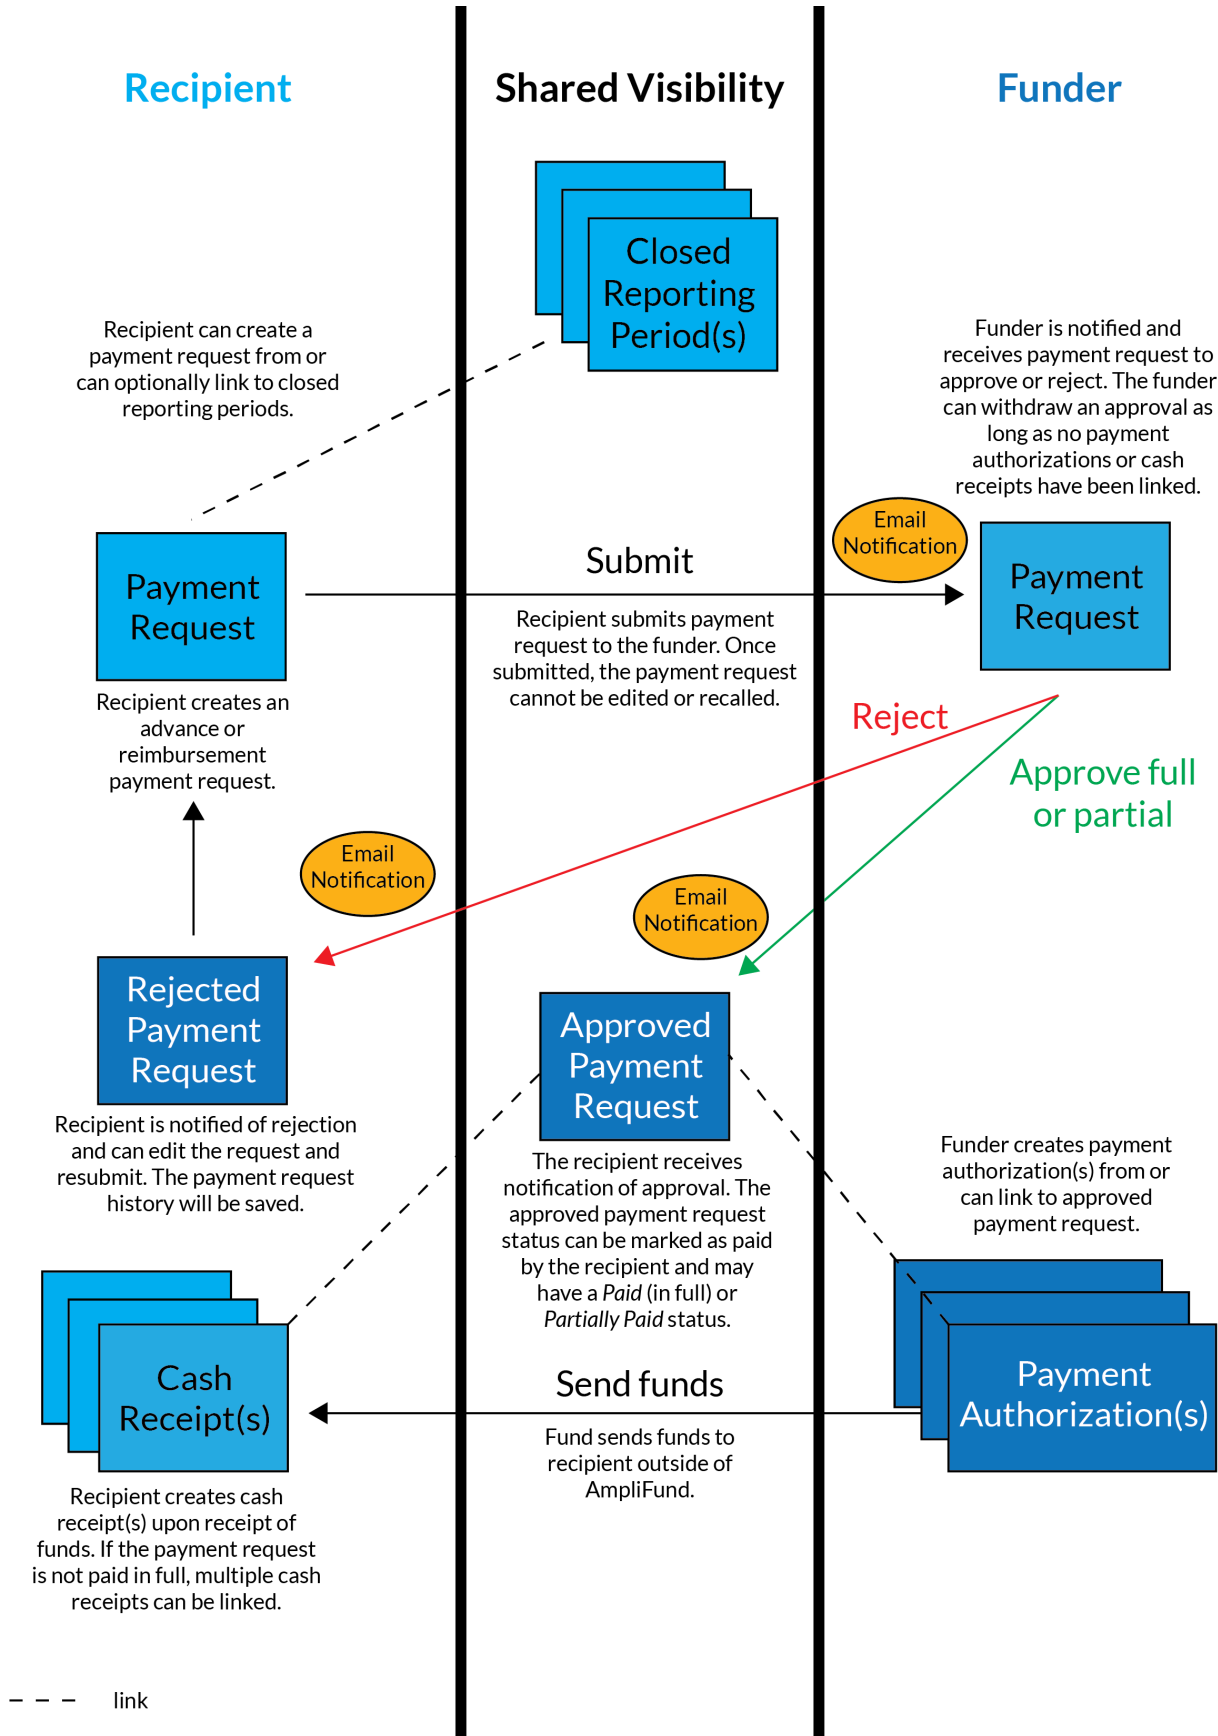 Recipient
Shared Visibility
Funder
Closed
Reporting
Period(s)
Recipient can create a
payment request from or
can optionally link to closed
reporting periods.
Funder is notified and
receives payment request to
approve or reject. The funder
can withdraw an approval as
long as no payment
authorizations or cash
receipts have been linked.
Email
Notification
Payment
Request
Submit
Payment
Request
Recipient submits payment
request to the funder. Once
submitted, the payment request
cannot be edited or recalled.
Recipient creates an
advance or
reimbursement
payment request.
Reject
Approve full
or partial
Email
Notification
Email
Notification
Rejected
Payment
Request
Approved
Payment
Request
Recipient is notified of rejection
and can edit the request and
resubmit. The payment request
history will be saved.
The recipient receives
notification of approval. The
approved payment request
status can be marked as paid
by the recipient and may
have a Paid (in full) or
Partially Paid status.
Funder creates payment
authorization(s) from or
can link to approved
payment request.
Cash
Receipt(s)
Send funds
Payment
Authorization(s)
Fund sends funds to
recipient outside of
AmpliFund.
Recipient creates cash
receipt(s) upon receipt of
funds. If the payment request
is not paid in full, multiple cash
receipts can be linked.
link